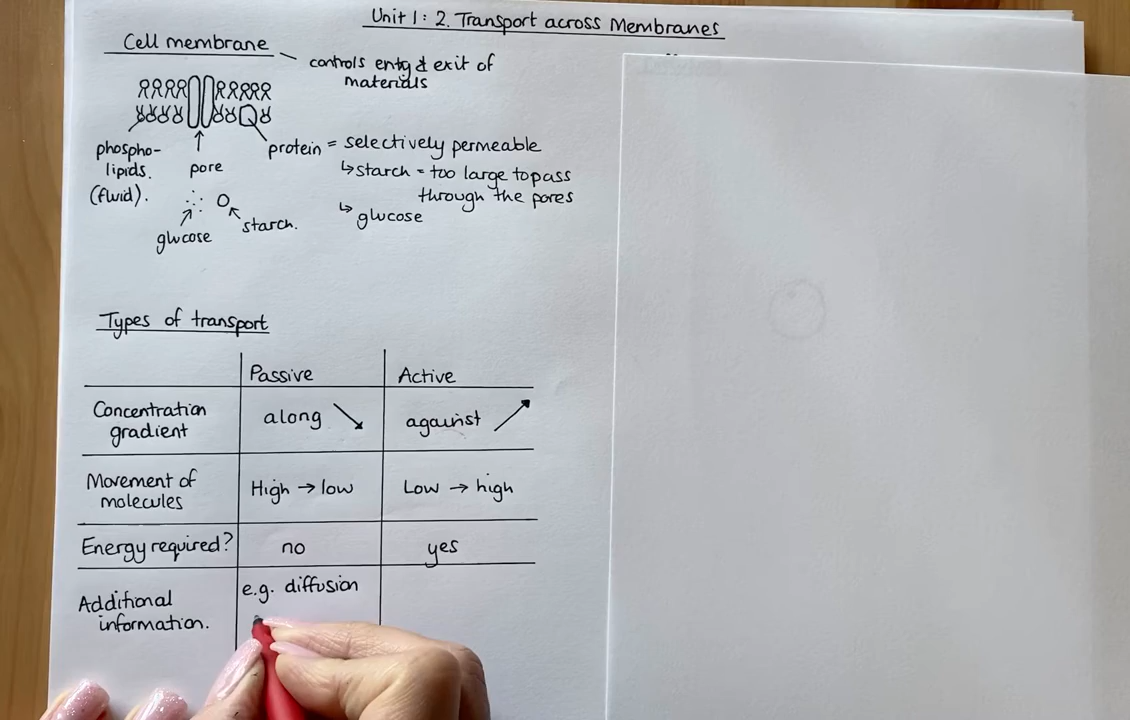 Unit 1: 2. Transport across Membranes
Cell membrane
controls entry & exit of
materials
phospho-
lipids.
(fluid).
pore
protein = selectively permeable
↳ starch = too large to pass
through the pores
↳ glucose
glucose
starch.
Types of transport
Passive
Active
Concentration
gradient
along ↘
against ↗
Movement of
molecules
High → low
Low → high
Energy required?
no
yes
Additional
information.
e.g. diffusion